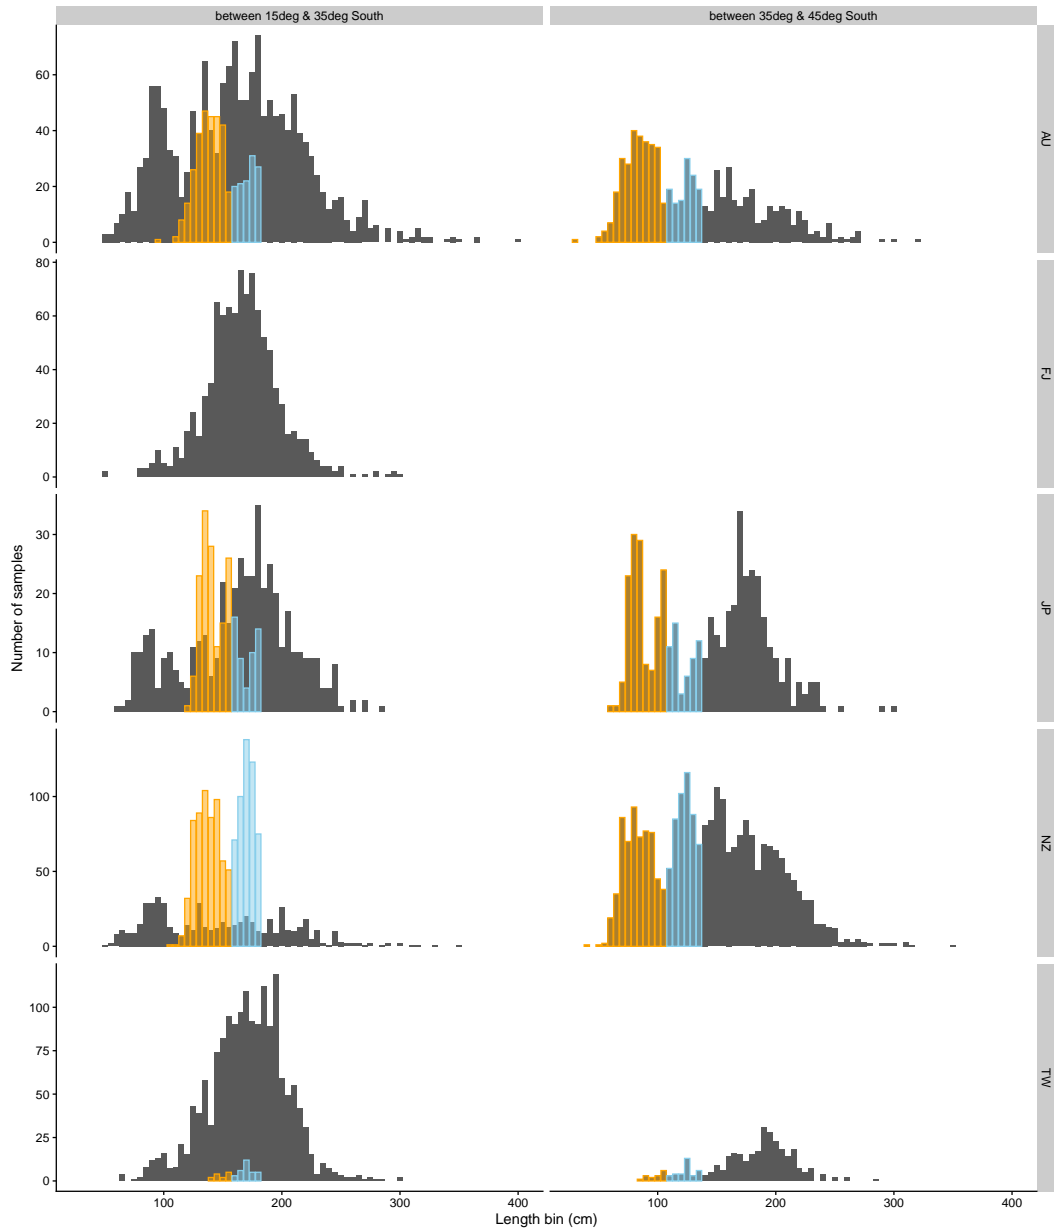 between 15deg & 35deg South
between 35deg & 45deg South
60
40
20
0
AU
80
60
40
20
0
FJ
Number of samples
30
20
10
0
JP
100
50
0
NZ
100
75
50
25
0
TW
100 200 300 400
100 200 300 400
Length bin (cm)